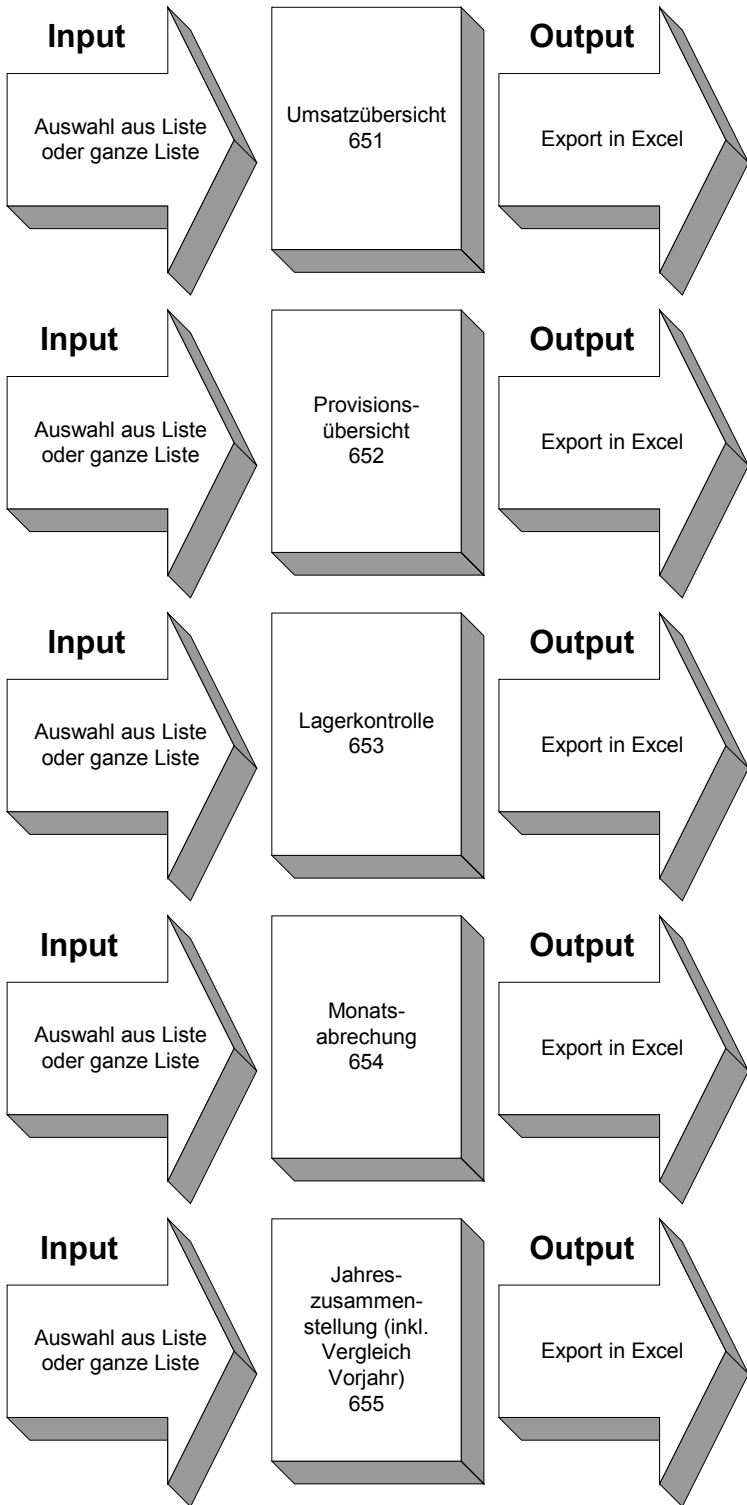 Input
Output
Auswahl aus Liste
oder ganze Liste
Umsatzübersicht
651
Export in Excel
Input
Output
Auswahl aus Liste
oder ganze Liste
Provisions-
übersicht
652
Export in Excel
Input
Output
Auswahl aus Liste
oder ganze Liste
Lagerkontrolle
653
Export in Excel
Input
Output
Auswahl aus Liste
oder ganze Liste
Monats-
abrechung
654
Export in Excel
Input
Output
Auswahl aus Liste
oder ganze Liste
Jahres-
zusammen-
stellung (inkl.
Vergleich
Vorjahr)
655
Export in Excel